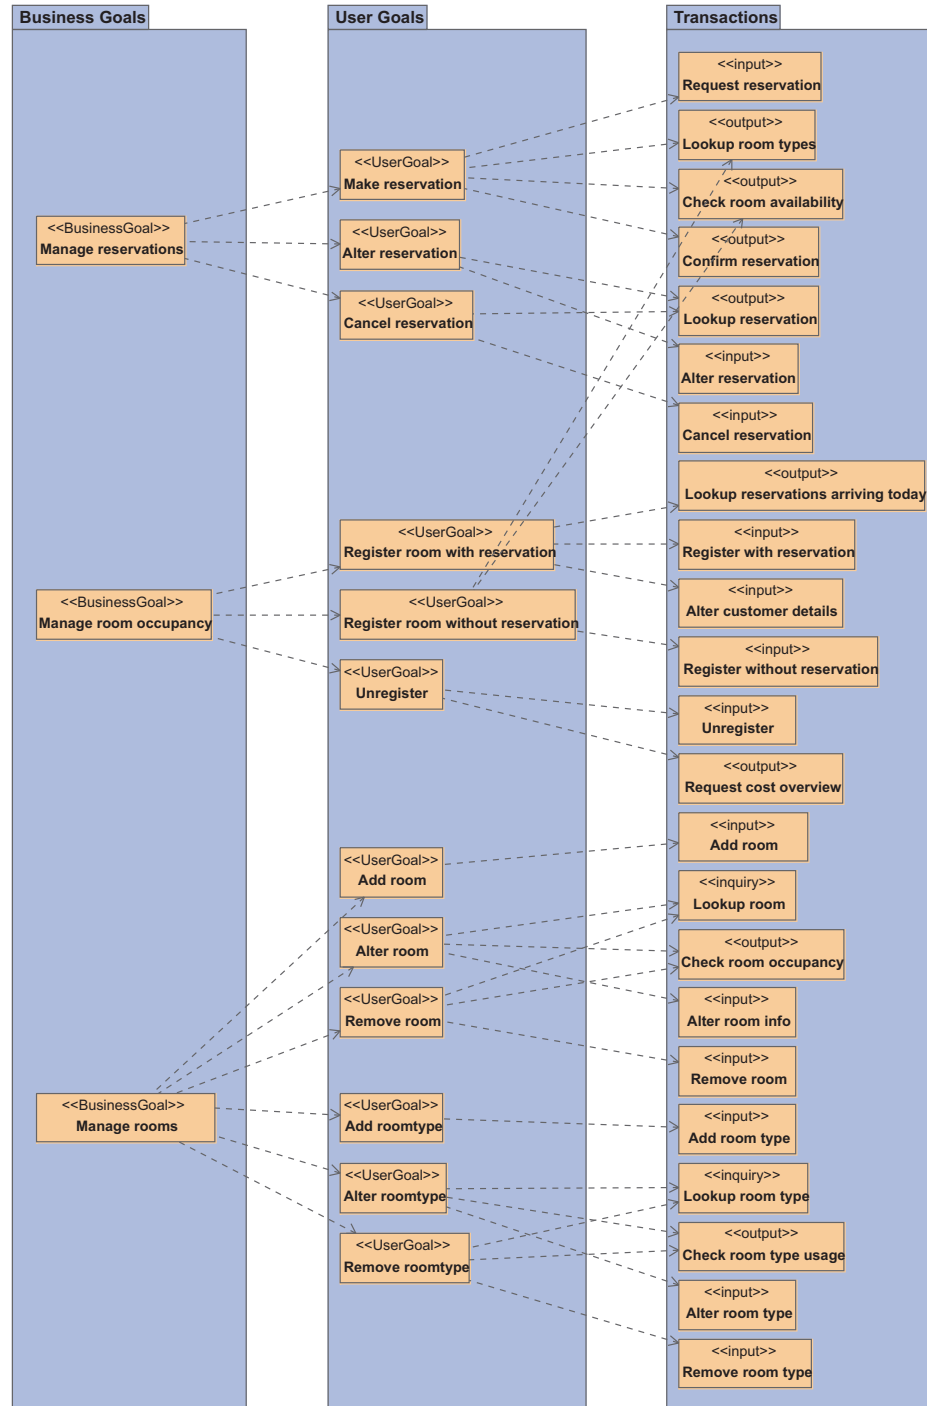 Business Goals
<<BusinessGoal>>
Manage reservations
<<BusinessGoal>>
Manage room occupancy
<<BusinessGoal>>
Manage rooms
User Goals
<<UserGoal>>
Make reservation
<<UserGoal>>
Alter reservation
<<UserGoal>>
Cancel reservation
<<UserGoal>>
Register room with reservation
<<UserGoal>>
Register room without reservation
<<UserGoal>>
Unregister
<<UserGoal>>
Add room
<<UserGoal>>
Alter room
<<UserGoal>>
Remove room
<<UserGoal>>
Add roomtype
<<UserGoal>>
Alter roomtype
<<UserGoal>>
Remove roomtype
Transactions
<<input>>
Request reservation
<<output>>
Lookup room types
<<output>>
Check room availability
<<output>>
Confirm reservation
<<output>>
Lookup reservation
<<input>>
Alter reservation
<<input>>
Cancel reservation
<<output>>
Lookup reservations arriving today
<<input>>
Register with reservation
<<input>>
Alter customer details
<<input>>
Register without reservation
<<input>>
Unregister
<<output>>
Request cost overview
<<input>>
Add room
<<inquiry>>
Lookup room
<<output>>
Check room occupancy
<<input>>
Alter room info
<<input>>
Remove room
<<input>>
Add room type
<<inquiry>>
Lookup room type
<<output>>
Check room type usage
<<input>>
Alter room type
<<input>>
Remove room type